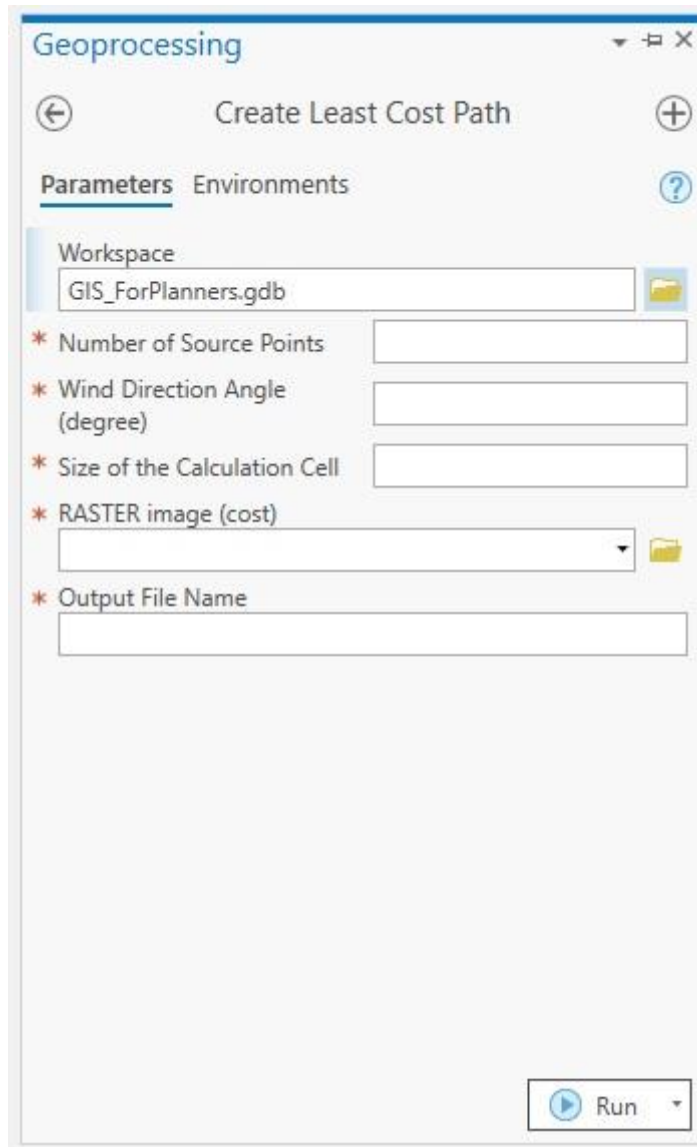 Geoprocessing
Create Least Cost Path
Parameters Environments
Workspace
GIS_ForPlanners.gdb
* Number of Source Points
* Wind Direction Angle
(degree)
* Size of the Calculation Cell
* RASTER image (cost)
* Output File Name
Run